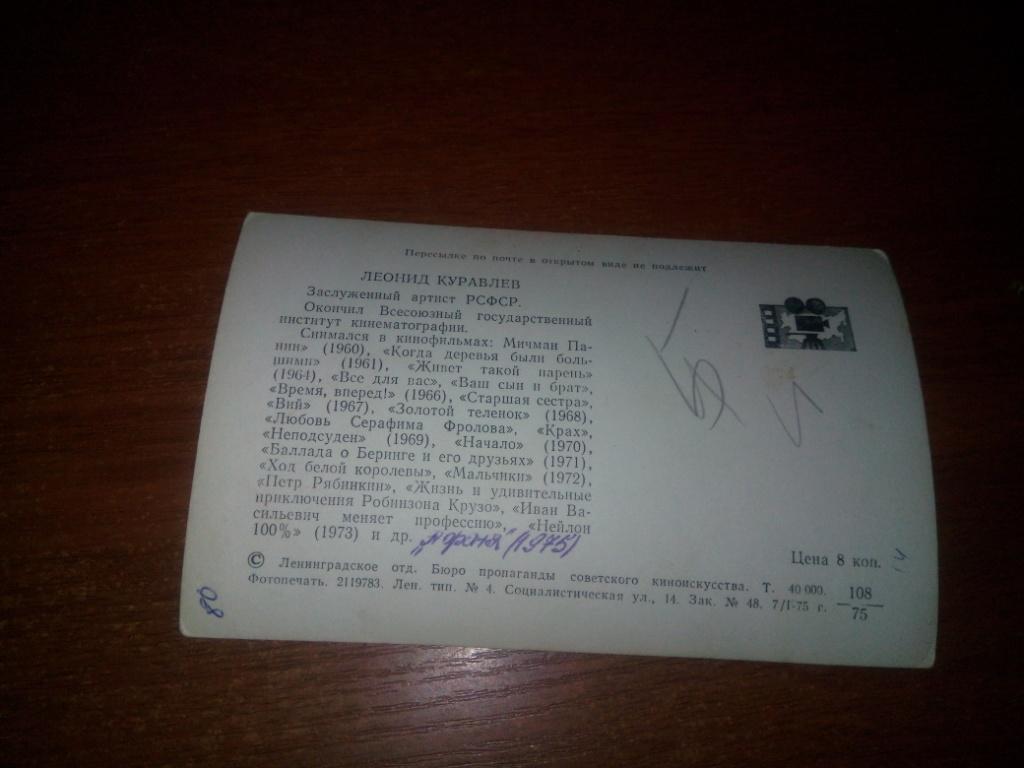 Пересылке по почте в открытом виде не подлежит
ЛЕОНИД КУРАВЛЕВ
Заслуженный артист РСФСР.
Окончил Всесоюзный государственный
институт кинематографии.
Снимался в кинофильмах: Мичман Па-
нин» (1960), «Когда деревья были боль-
шими» (1961), «Живет такой парень»
(1964), «Все для вас», «Ваш сын и брат»,
«Время, вперед!» (1966), «Старшая сестра»,
«Вий» (1967), «Золотой теленок» (1968),
«Любовь Серафима Фролова», «Крах»,
«Неподсуден» (1969), «Начало» (1970),
«Баллада о Беринге и его друзьях» (1971),
«Ход белой королевы», «Мальчики» (1972),
«Петр Рябинкин», «Жизнь и удивительные
приключения Робинзона Крузо», «Иван Ва-
сильевич меняет профессию», «Нейлон
100%» (1973) и др. "Афоня" (1975)
Б
Цена 8 коп.
© Ленинградское отд. Бюро пропаганды советского киноискусства. Т. 40 000.
Фотопечать. 2119783. Лен. тип. № 4. Социалистическая ул., 14. Зак. № 48. 7/I-75 г.
108
75